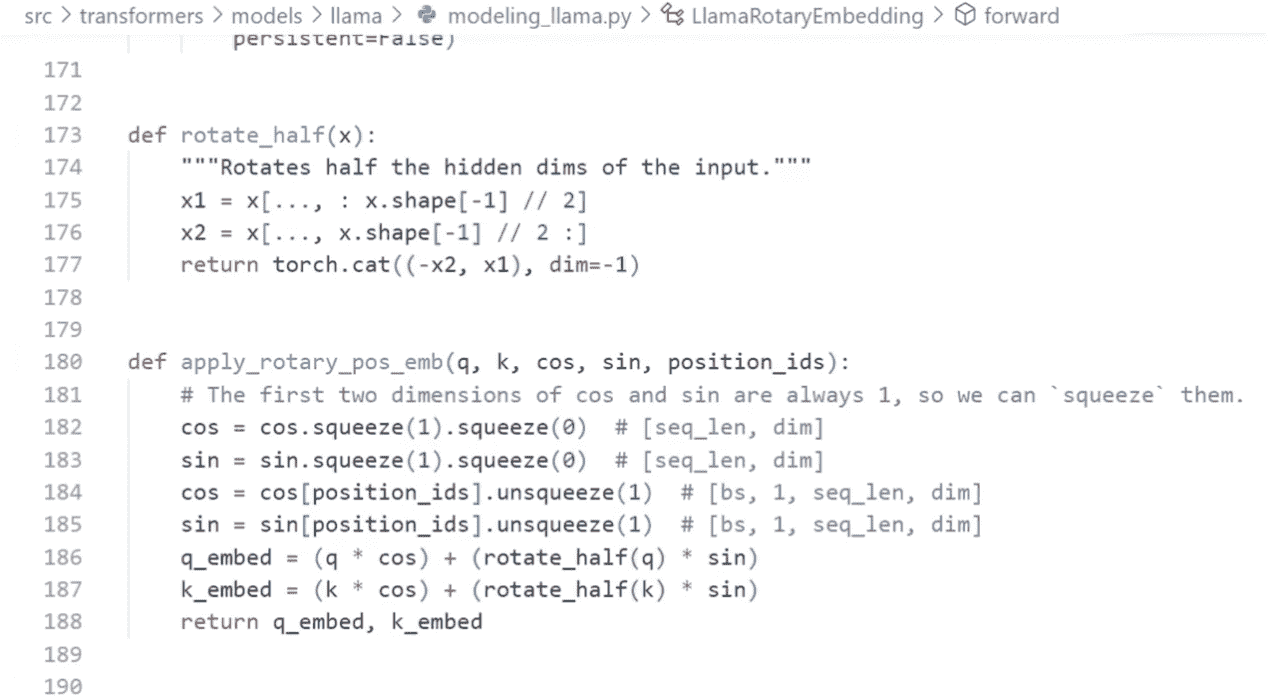 src > transformers > models > llama > modeling_llama.py > LlamaRotaryEmbedding > forward
persistent=False)
171
172
173 def rotate_half(x):
174     """Rotates half the hidden dims of the input."""
175     x1 = x[..., : x.shape[-1] // 2]
176     x2 = x[..., x.shape[-1] // 2 :]
177     return torch.cat((-x2, x1), dim=-1)
178
179
180 def apply_rotary_pos_emb(q, k, cos, sin, position_ids):
181     # The first two dimensions of cos and sin are always 1, so we can `squeeze` them.
182     cos = cos.squeeze(1).squeeze(0)  # [seq_len, dim]
183     sin = sin.squeeze(1).squeeze(0)  # [seq_len, dim]
184     cos = cos[position_ids].unsqueeze(1)  # [bs, 1, seq_len, dim]
185     sin = sin[position_ids].unsqueeze(1)  # [bs, 1, seq_len, dim]
186     q_embed = (q * cos) + (rotate_half(q) * sin)
187     k_embed = (k * cos) + (rotate_half(k) * sin)
188     return q_embed, k_embed
189
190